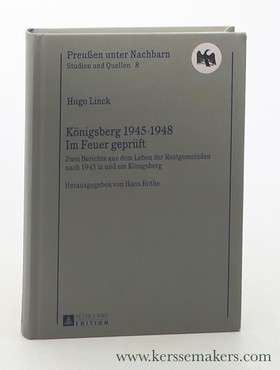 Preußen unter Nachbarn
Studien und Quellen 8
Hugo Linck
Königsberg 1945-1948
Im Feuer geprüft
Zwei Berichte aus dem Leben der Restgemeinden
nach 1945 in und um Königsberg
Herausgegeben von Hans Rothe
PETER LANG
EDITION
www.kerssemakers.com